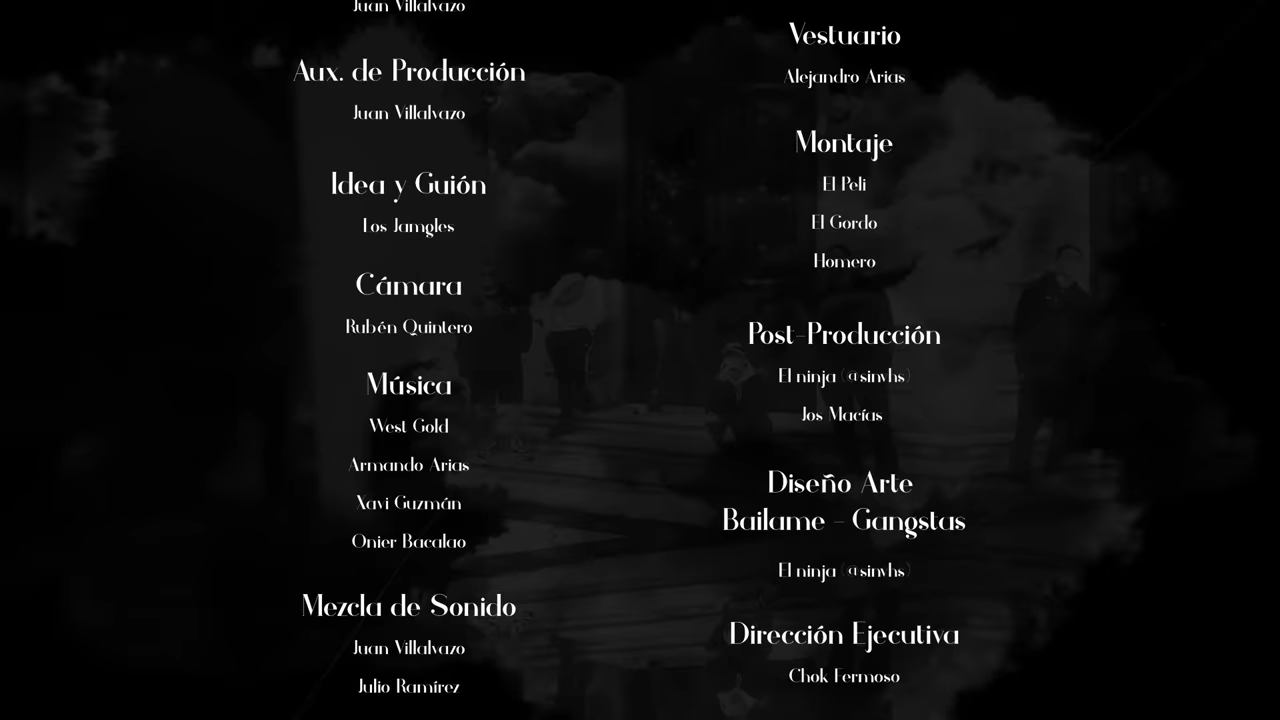 Juan Villalvazo
Aux. de Producción
Juan Villalvazo
Idea y Guión
Los Jamgles
Cámara
Rubén Quintero
Música
West Gold
Armando Arias
Xavi Guzmán
Onier Bacalao
Mezcla de Sonido
Juan Villalvazo
Julio Ramírez
Vestuario
Alejandro Arias
Montaje
El Peli
El Gordo
Homero
Post-Producción
El ninja (@sinvhs)
Jos Macías
Diseño Arte
Bailame - Gangstas
El ninja (@sinvhs)
Dirección Ejecutiva
Chok Fermoso